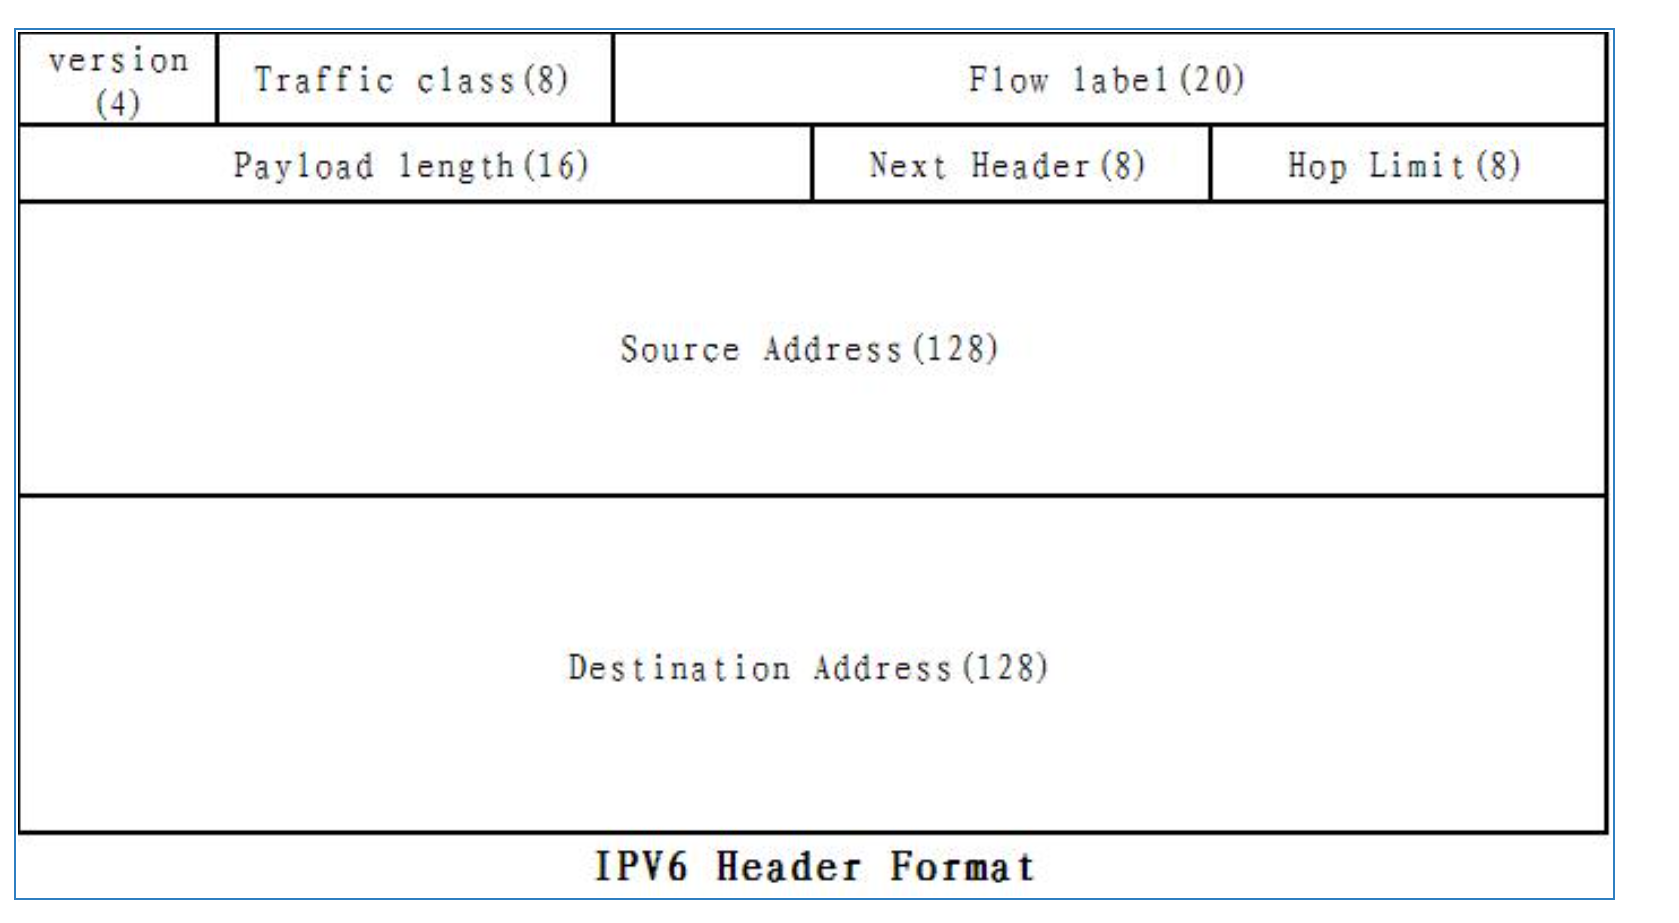 version
(4)
Traffic class(8)
Flow label(20)
Payload length(16)
Next Header(8)
Hop Limit(8)
Source Address(128)
Destination Address(128)
IPV6 Header Format